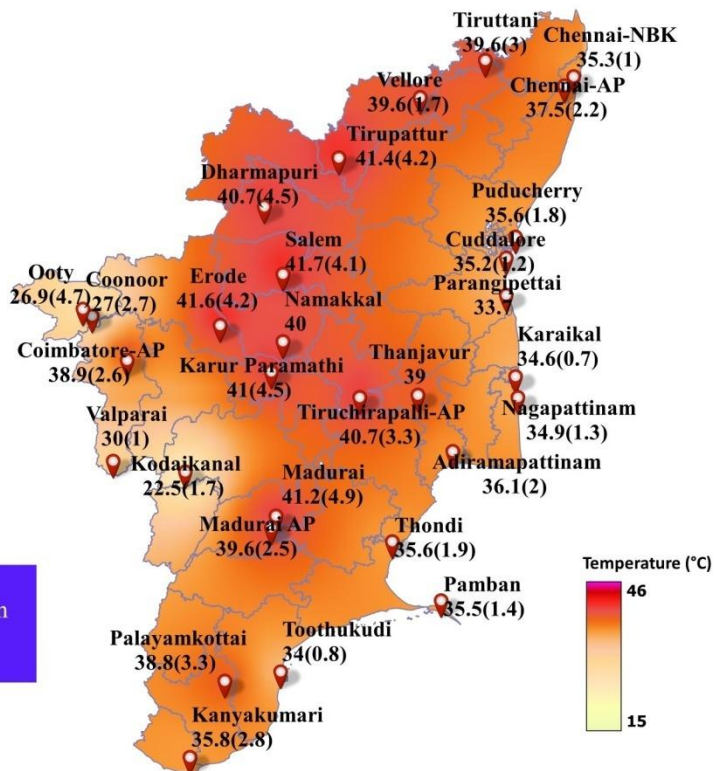 Tiruttani
39.6(3)
Chennai-NBK
35.3(1)
Vellore
39.6(1.7)
Chennai-AP
37.5(2.2)
Tirupattur
41.4(4.2)
Dharmapuri
40.7(4.5)
Puducherry
35.6(1.8)
Salem
41.7(4.1)
Cuddalore
35.2(1.2)
Ooty
26.9(4.7)
Coonoor
27(2.7)
Erode
41.6(4.2)
Namakkal
40
Parangipettai
33.7
Karaikal
34.6(0.7)
Coimbatore-AP
38.9(2.6)
Karur Paramathi
41(4.5)
Thanjavur
39
Tiruchirapalli-AP
40.7(3.3)
Nagapattinam
34.9(1.3)
Valparai
30(1)
Kodaikanal
22.5(1.7)
Adiramapattinam
36.1(2)
Madurai
41.2(4.9)
Madurai AP
39.6(2.5)
Thondi
35.6(1.9)
Pamban
35.5(1.4)
Temperature (°C)
46
15
Palayamkottai
38.8(3.3)
Toothukudi
34(0.8)
Kanyakumari
35.8(2.8)